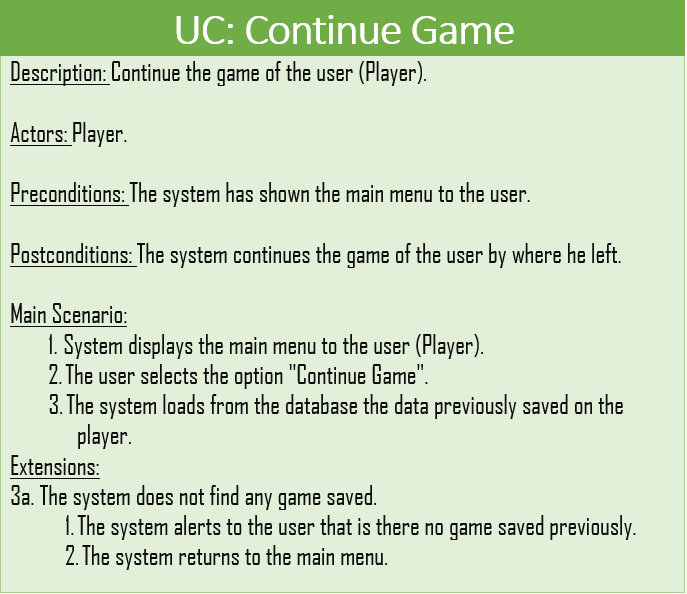 UC: Continue Game
Description: Continue the game of the user (Player).
Actors: Player.
Preconditions: The system has shown the main menu to the user.
Postconditions: The system continues the game of the user by where he left.
Main Scenario:
1. System displays the main menu to the user (Player).
2. The user selects the option "Continue Game".
3. The system loads from the database the data previously saved on the
player.
Extensions:
3a. The system does not find any game saved.
1. The system alerts to the user that is there no game saved previously.
2. The system returns to the main menu.